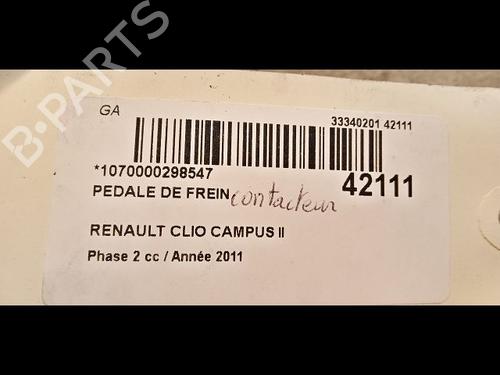 B-PARTS
GA
33340201 42111
*1070000298547
42111
PEDALE DE FREIN contacteur
RENAULT CLIO CAMPUS II
Phase 2 cc / Année 2011